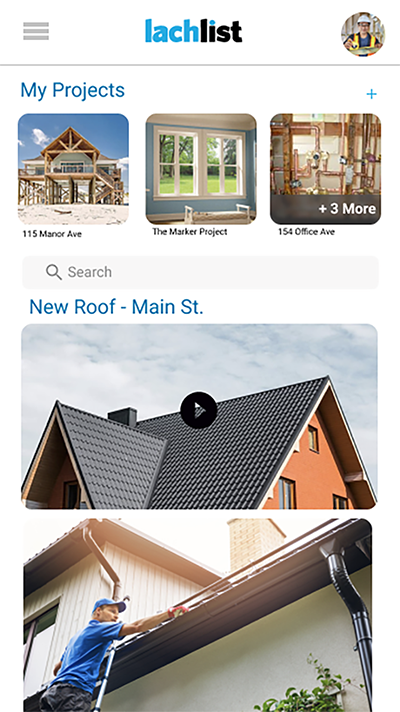 lachlist
My Projects
+
+ 3 More
115 Manor Ave
The Marker Project
154 Office Ave
Search
New Roof - Main St.